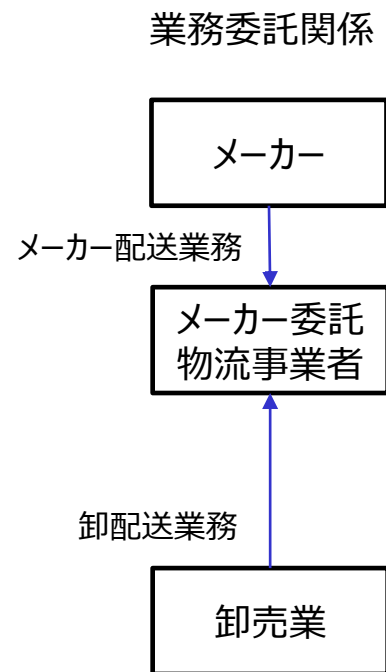 業務委託関係
メーカー
メーカー配送業務
メーカー委託
物流事業者
卸配送業務
卸売業